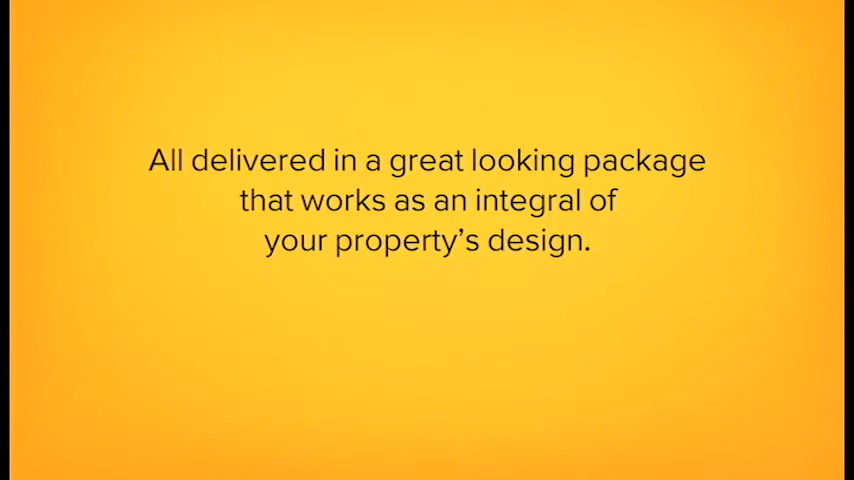 All delivered in a great looking package
that works as an integral of
your property’s design.